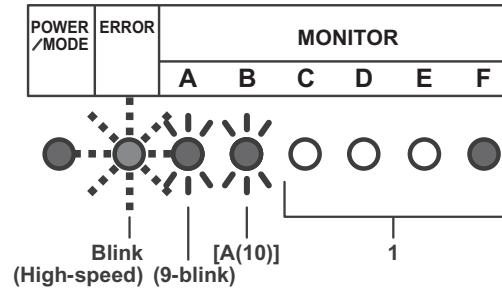 POWER
/MODE
ERROR
MONITOR
A B C D E F
Blink
(High-speed)
(9-blink)
[A(10)]
1